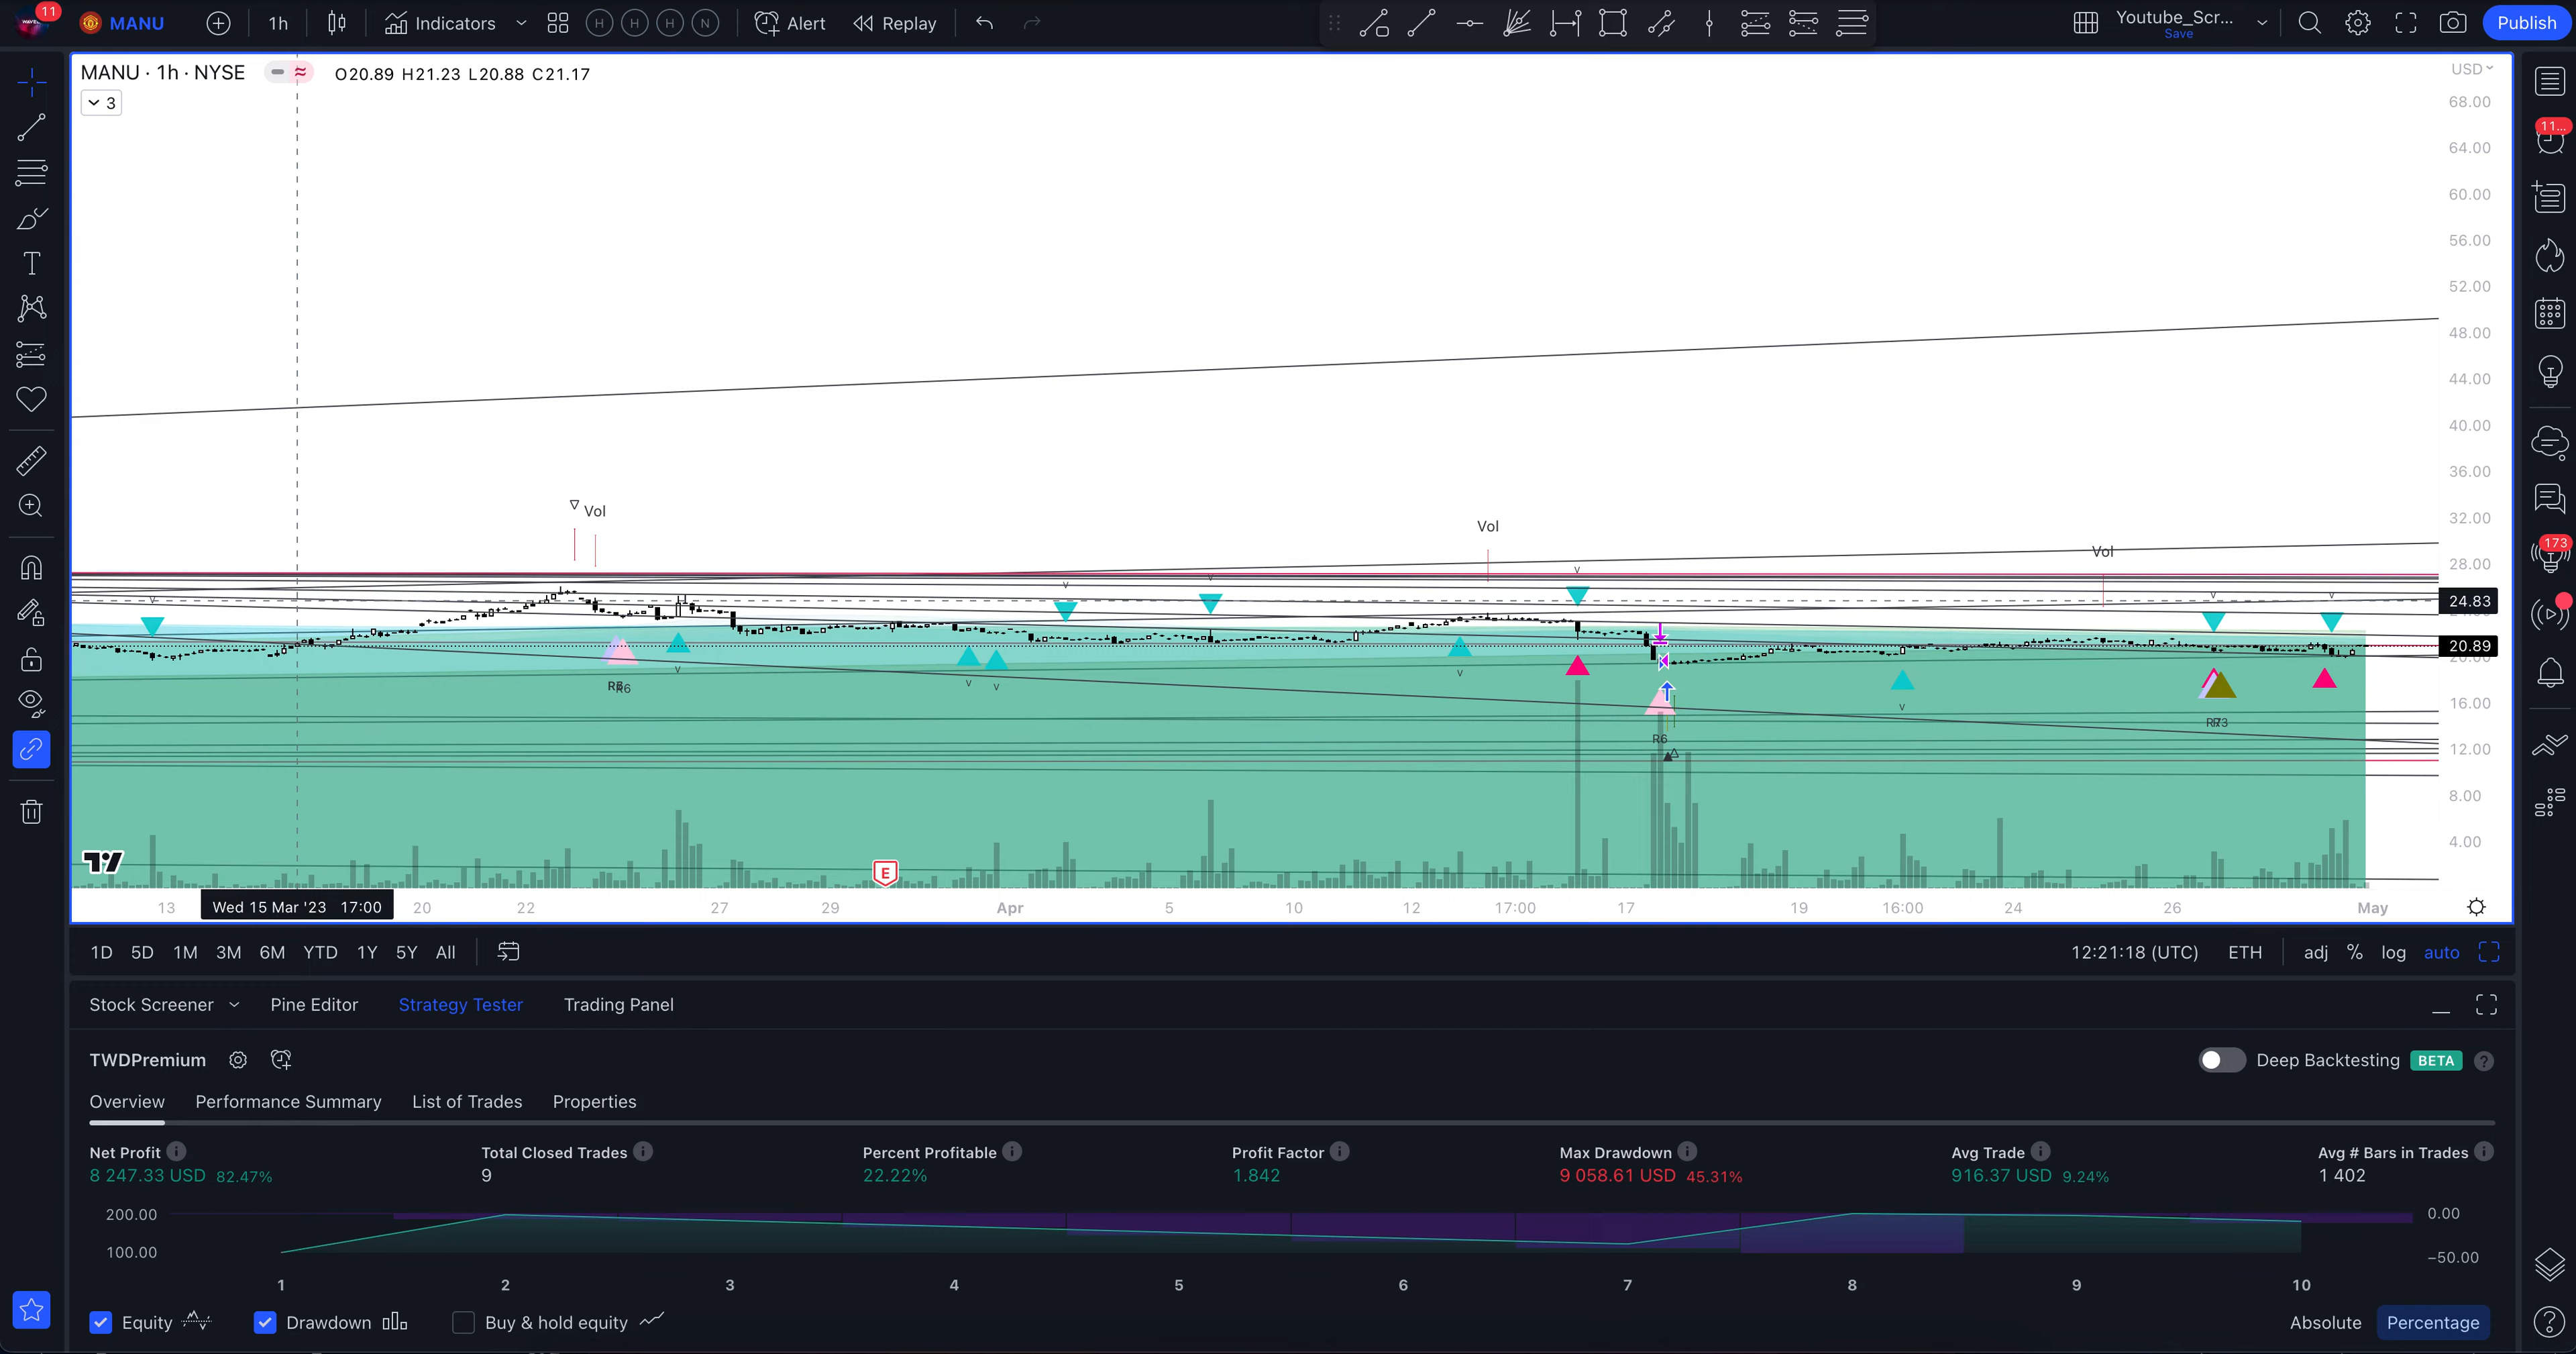 11
MANU 1h Indicators H H H N Alert Replay Youtube_Scr... Save Publish
MANU · 1h · NYSE O20.89 H21.23 L20.88 C21.17
3
USD
68.00
64.00
60.00
56.00
52.00
48.00
44.00
40.00
36.00
32.00
28.00
24.83
20.89
16.00
12.00
8.00
4.00
11...
173
Vol
Vol
Vol
R6
R6
E
13 Wed 15 Mar '23 17:00 20 22 27 29 Apr 5 10 12 17:00 17 19 16:00 24 26 May
1D 5D 1M 3M 6M YTD 1Y 5Y All 12:21:18 (UTC) ETH adj % log auto
Stock Screener Pine Editor Strategy Tester Trading Panel
TWDPremium Deep Backtesting BETA ?
Overview Performance Summary List of Trades Properties
Net Profit Total Closed Trades Percent Profitable Profit Factor Max Drawdown Avg Trade Avg # Bars in Trades
8 247.33 USD 82.47% 9 22.22% 1.842 9 058.61 USD 45.31% 916.37 USD 9.24% 1 402
200.00 0.00
100.00 −50.00
1 2 3 4 5 6 7 8 9 10
Equity Drawdown Buy & hold equity Absolute Percentage